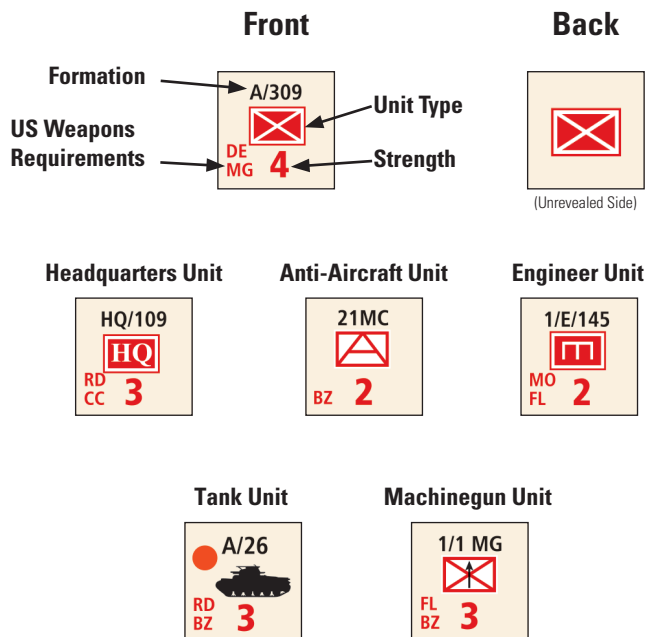 Front
Back
Formation
A/309
Unit Type
US Weapons
Requirements
DE
MG 4
Strength
(Unrevealed Side)
Headquarters Unit
Anti-Aircraft Unit
Engineer Unit
HQ/109
HQ
RD
CC 3
21MC
BZ 2
1/E/145
MO
FL 2
Tank Unit
Machinegun Unit
A/26
RD
BZ 3
1/1 MG
FL
BZ 3